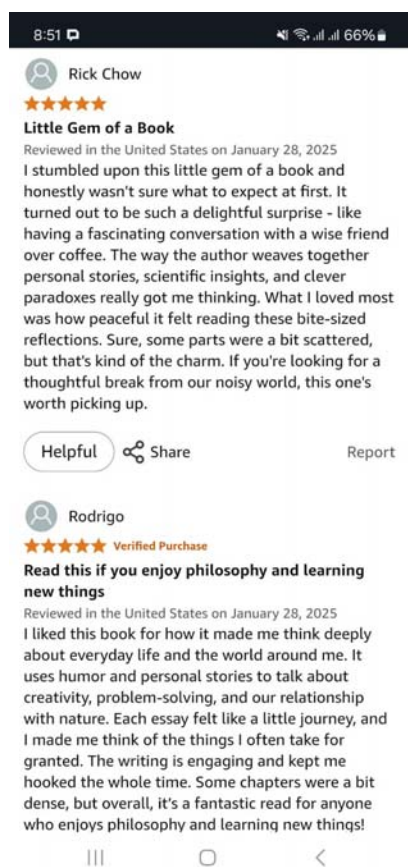 8:51
66%
Rick Chow
Little Gem of a Book
Reviewed in the United States on January 28, 2025
I stumbled upon this little gem of a book and
honestly wasn't sure what to expect at first. It
turned out to be such a delightful surprise - like
having a fascinating conversation with a wise friend
over coffee. The way the author weaves together
personal stories, scientific insights, and clever
paradoxes really got me thinking. What I loved most
was how peaceful it felt reading these bite-sized
reflections. Sure, some parts were a bit scattered,
but that's kind of the charm. If you're looking for a
thoughtful break from our noisy world, this one's
worth picking up.
Helpful
Share
Report
Rodrigo
Verified Purchase
Read this if you enjoy philosophy and learning
new things
Reviewed in the United States on January 28, 2025
I liked this book for how it made me think deeply
about everyday life and the world around me. It
uses humor and personal stories to talk about
creativity, problem-solving, and our relationship
with nature. Each essay felt like a little journey, and
I made me think of the things I often take for
granted. The writing is engaging and kept me
hooked the whole time. Some chapters were a bit
dense, but overall, it's a fantastic read for anyone
who enjoys philosophy and learning new things!